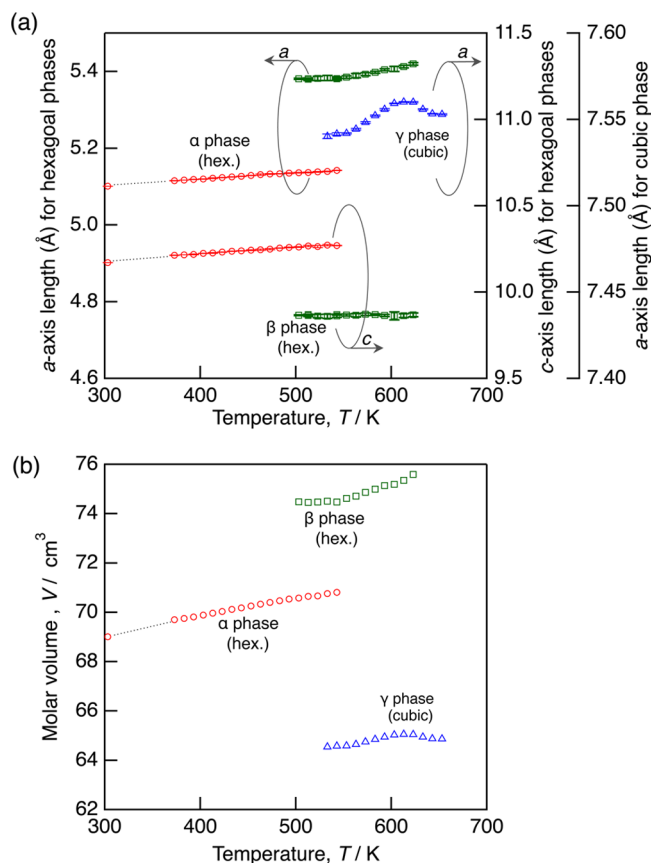 (a)
5.4
5.2
5.0
4.8
4.6
a-axis length (Å) for hexagoal phases
a
a
α phase
(hex.)
γ phase
(cubic)
β phase
(hex.)
c
11.5
11.0
10.5
10.0
9.5
c-axis length (Å) for hexagoal phases
7.60
7.55
7.50
7.45
7.40
a-axis length (Å) for cubic phase
300 400 500 600 700
Temperature, T / K
(b)
76
74
72
70
68
66
64
62
Molar volume , V / cm3
β phase
(hex.)
α phase
(hex.)
γ phase
(cubic)
300 400 500 600 700
Temperature, T / K